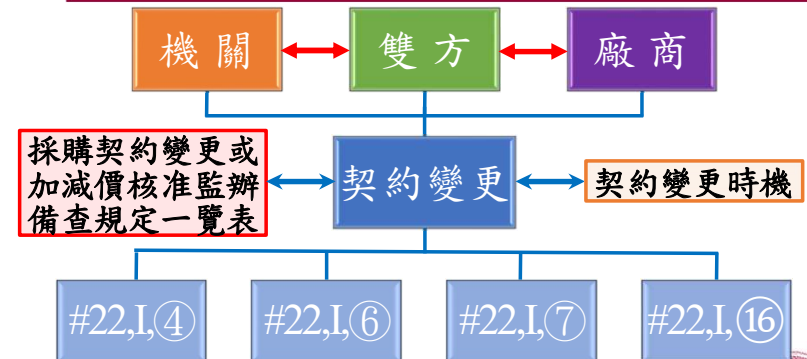 機關
雙方
廠商
採購契約變更或
加減價核准監辦
備查規定一覽表
契約變更
契約變更時機
#22,I,④
#22,I,⑥
#22,I,⑦
#22,I,⑯